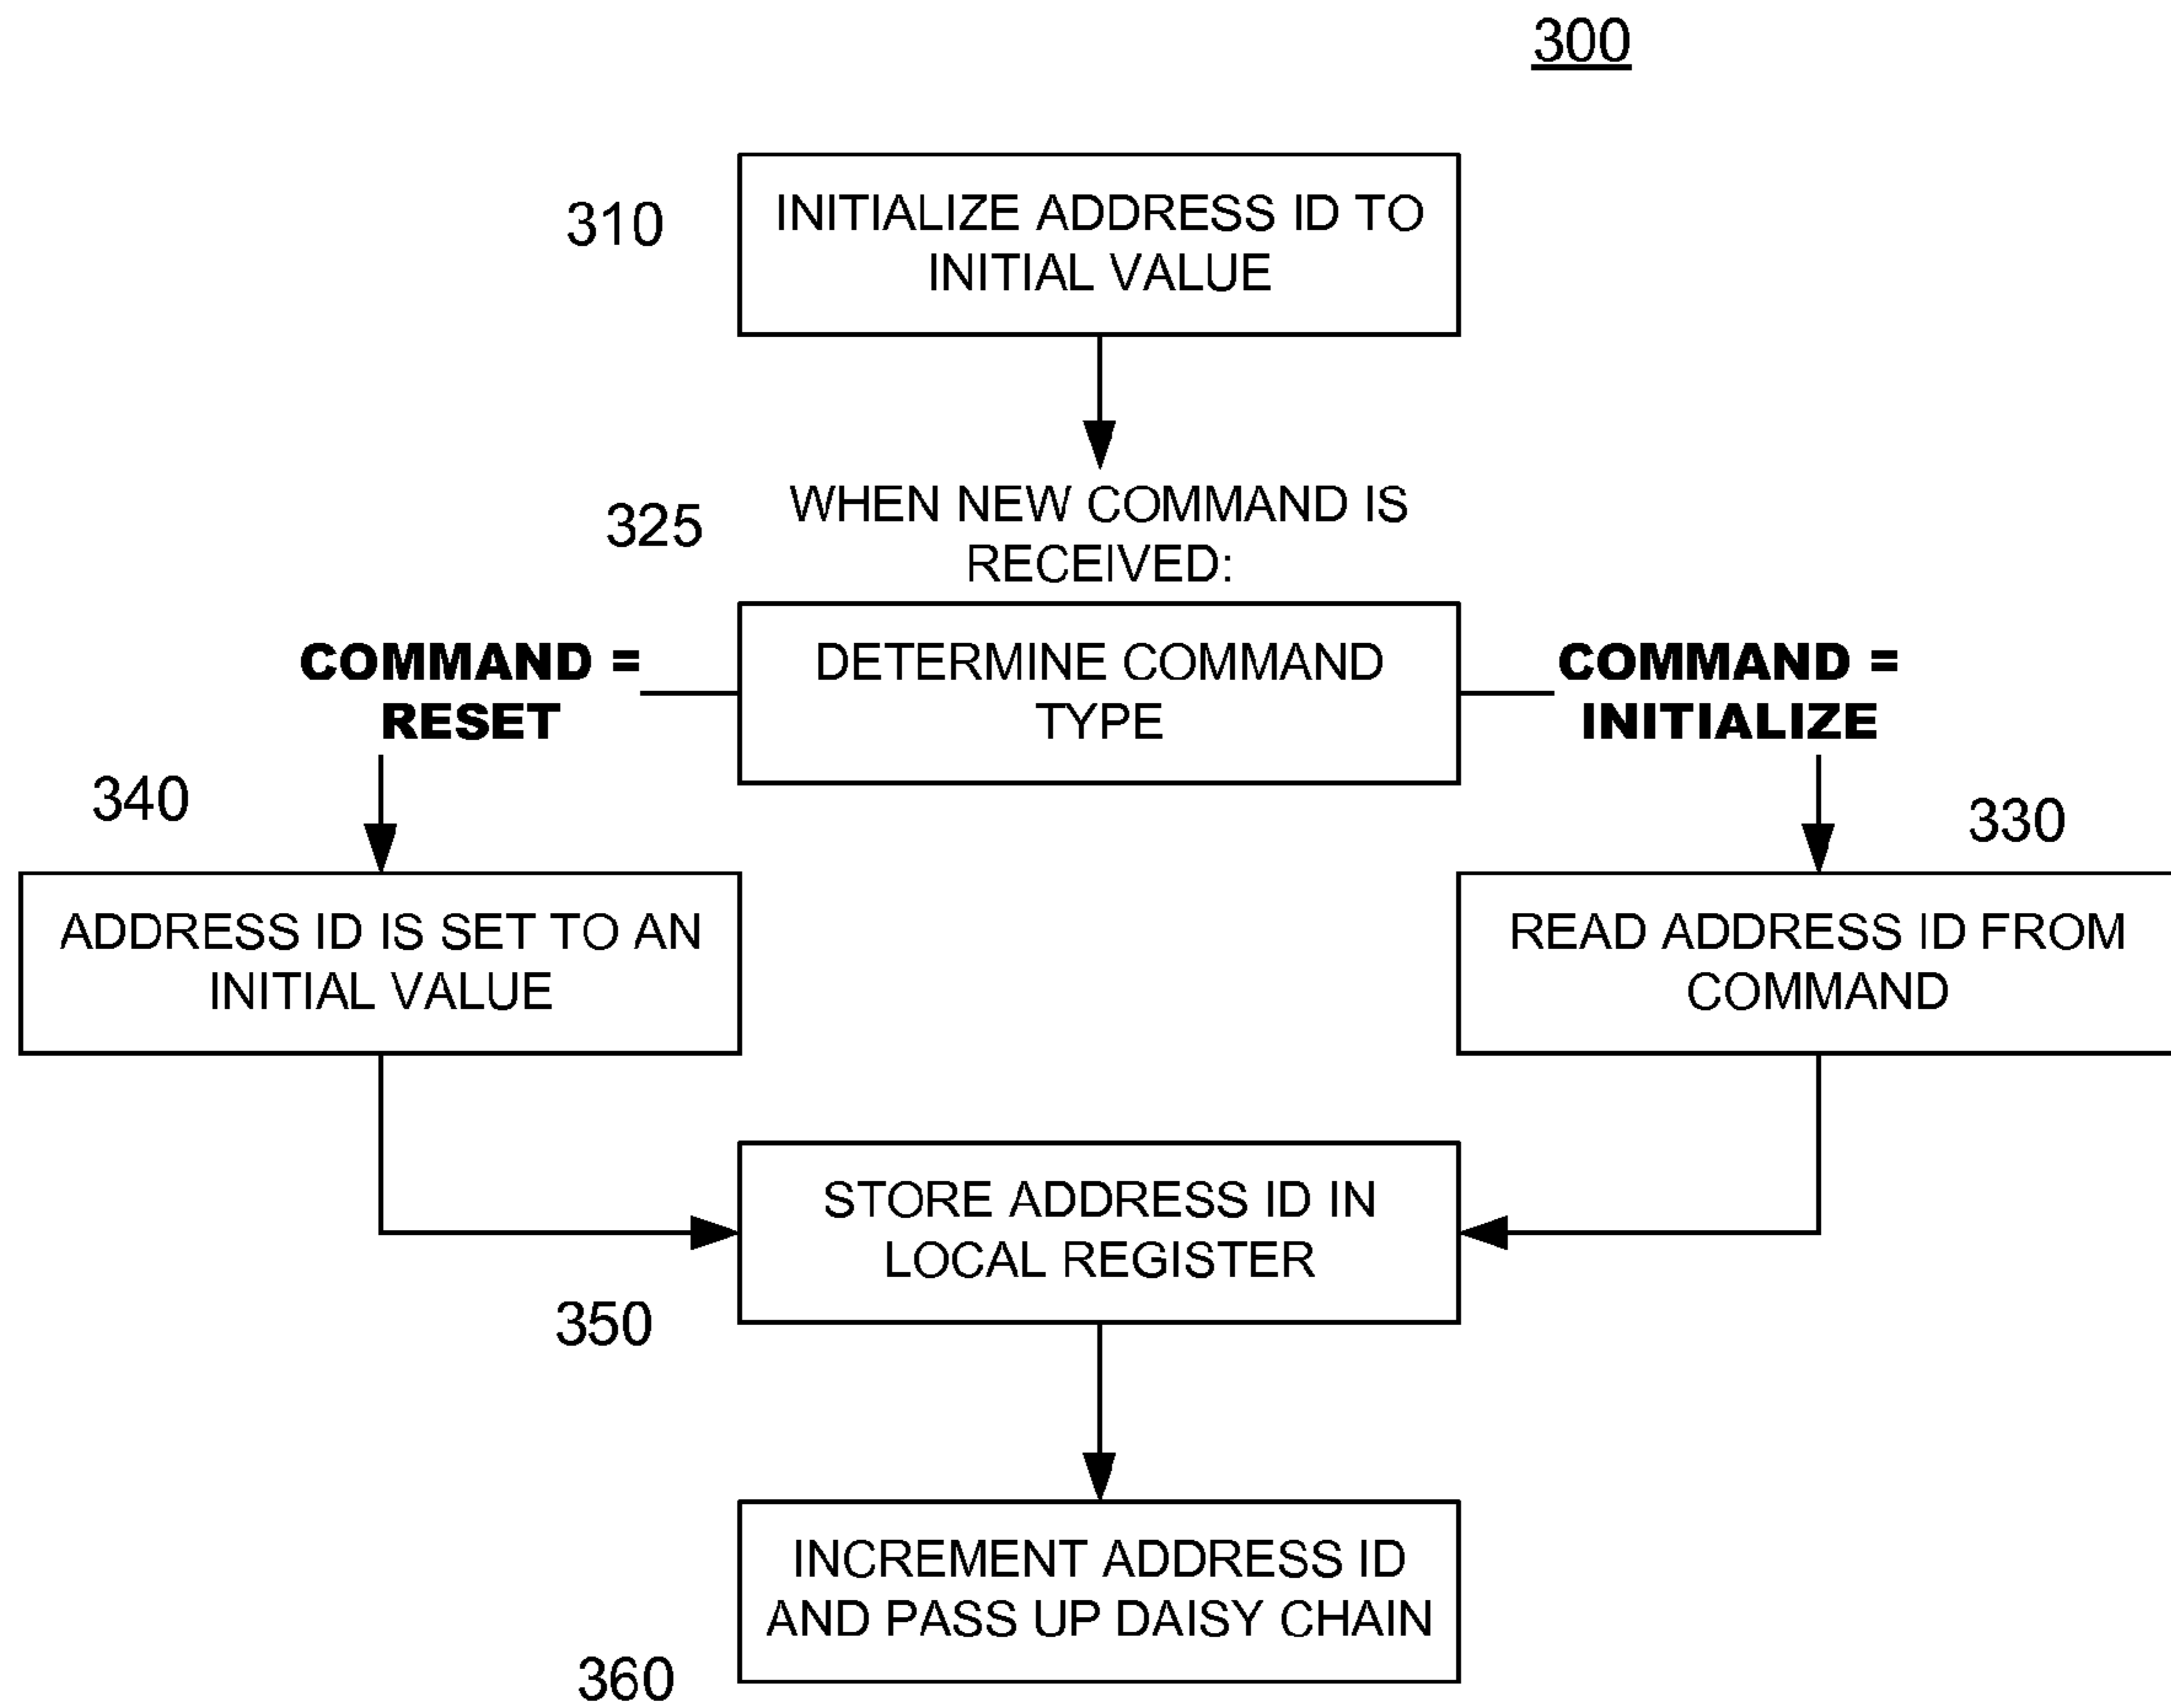 300
310
INITIALIZE ADDRESS ID TO
INITIAL VALUE
325
WHEN NEW COMMAND IS
RECEIVED:
COMMAND =
RESET
DETERMINE COMMAND
TYPE
COMMAND =
INITIALIZE
340
330
ADDRESS ID IS SET TO AN
INITIAL VALUE
READ ADDRESS ID FROM
COMMAND
STORE ADDRESS ID IN
LOCAL REGISTER
350
INCREMENT ADDRESS ID
AND PASS UP DAISY CHAIN
360